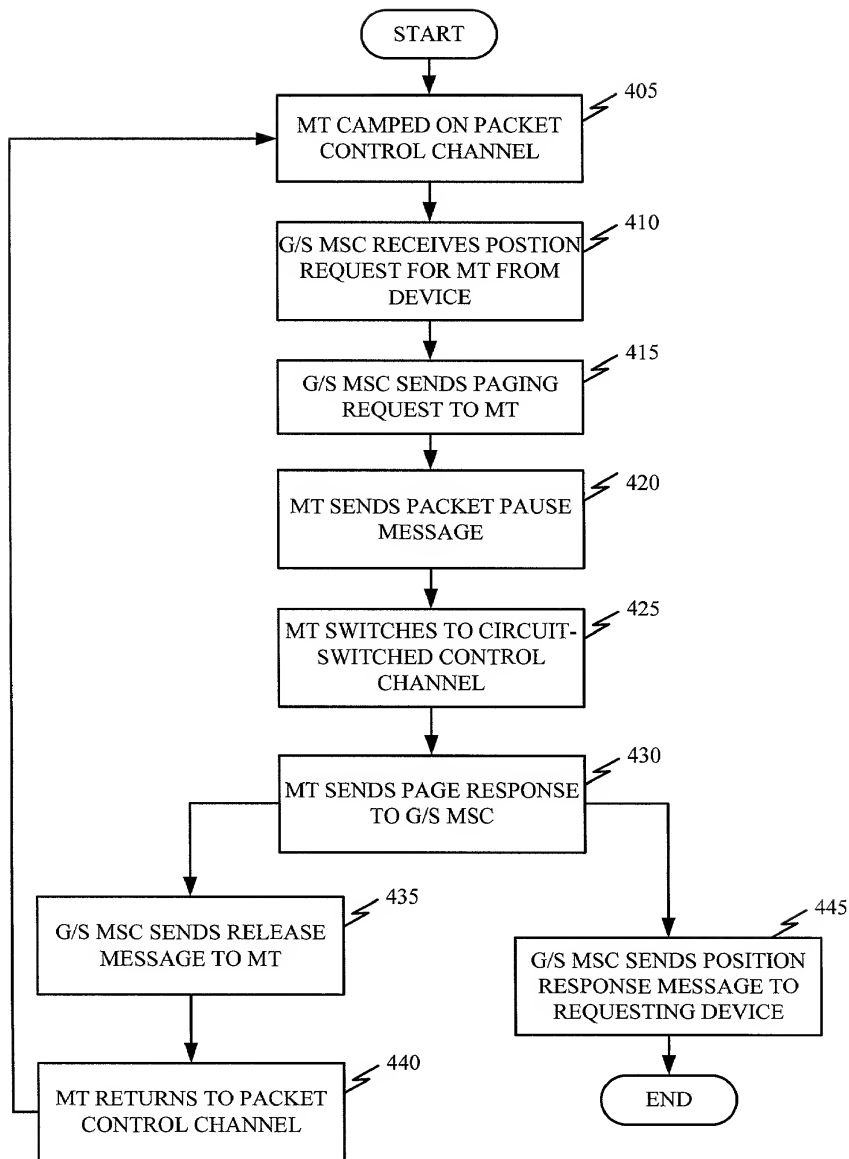 START
405
MT CAMPED ON PACKET
CONTROL CHANNEL
410
G/S MSC RECEIVES POSTION
REQUEST FOR MT FROM
DEVICE
415
G/S MSC SENDS PAGING
REQUEST TO MT
420
MT SENDS PACKET PAUSE
MESSAGE
425
MT SWITCHES TO CIRCUIT-
SWITCHED CONTROL
CHANNEL
430
MT SENDS PAGE RESPONSE
TO G/S MSC
435
G/S MSC SENDS RELEASE
MESSAGE TO MT
445
G/S MSC SENDS POSITION
RESPONSE MESSAGE TO
REQUESTING DEVICE
440
MT RETURNS TO PACKET
CONTROL CHANNEL
END